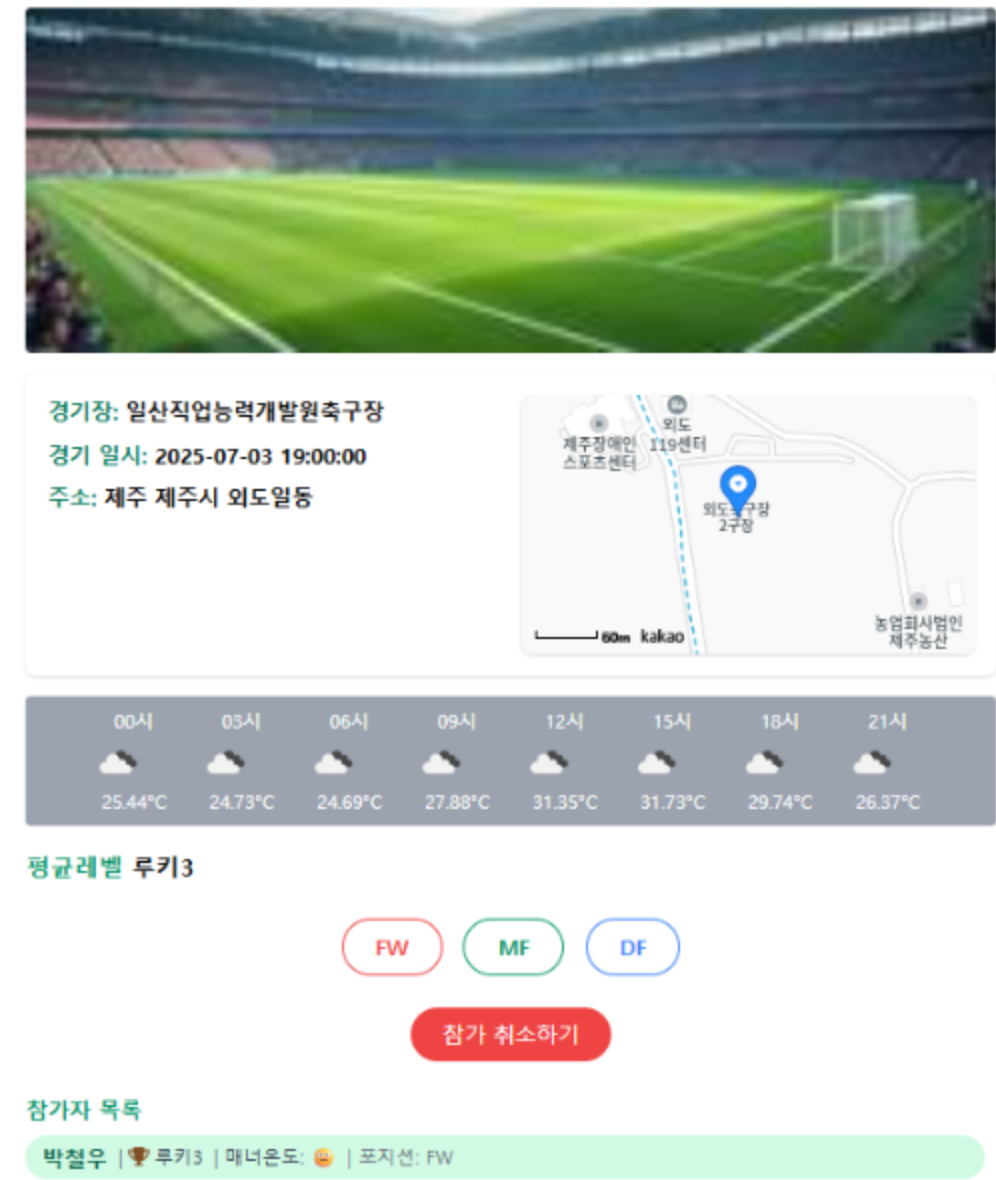 경기장: 일산직업능력개발원축구장
경기 일시: 2025-07-03 19:00:00
주소: 제주 제주시 외도일동
외도
119센터
제주장애인
스포츠센터
외도축구장
2구장
농업회사법인
제주농산
60m kakao
00시 03시 06시 09시 12시 15시 18시 21시
25.44°C 24.73°C 24.69°C 27.88°C 31.35°C 31.73°C 29.74°C 26.37°C
평균레벨 루키3
FW MF DF
참가 취소하기
참가자 목록
박철우 | 🏆 루키3 | 매너온도: 😀 | 포지션: FW